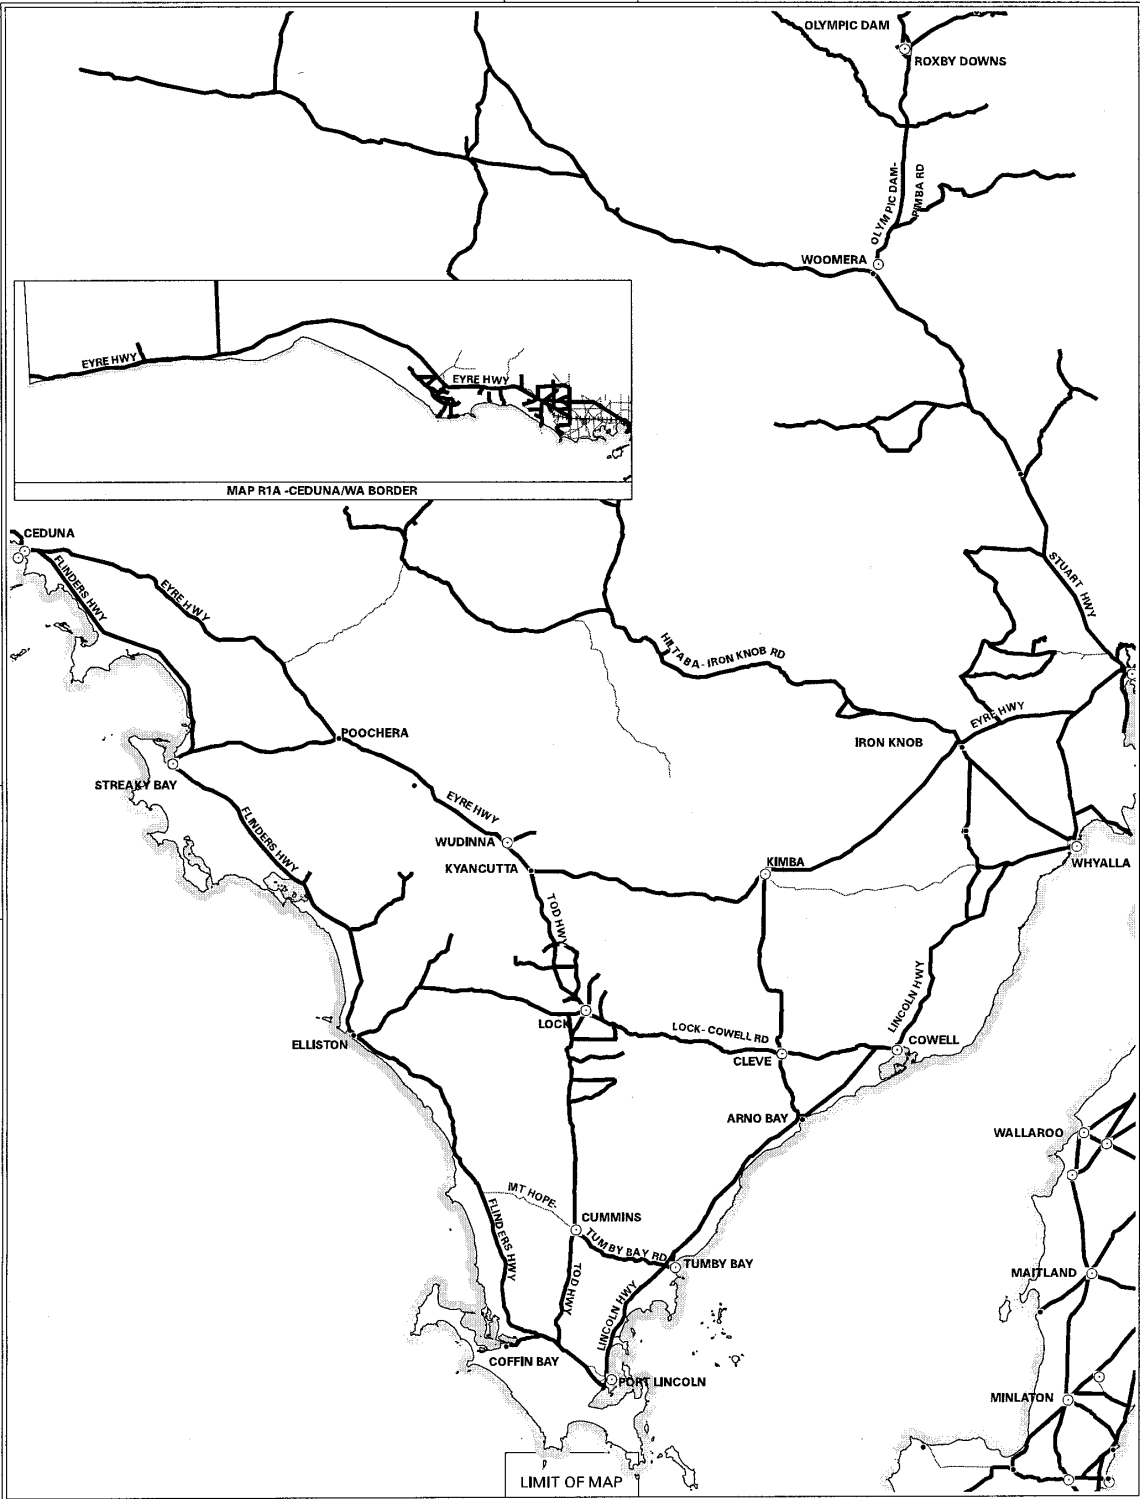 OLYMPIC DAM
ROXBY DOWNS
OLYMPIC DAM-
PIMBA RD
WOOMERA
EYRE HWY
EYRE HWY
MAP R1A -CEDUNA/WA BORDER
CEDUNA
FLINDERS HWY
EYRE HWY
STUART HWY
HILTABA - IRON KNOB RD
EYRE HWY
POOCHERA
IRON KNOB
STREAKY BAY
EYRE HWY
FLINDERS HWY
WUDINNA
KYANCUTTA
KIMBA
WHYALLA
TOD HWY
LINCOLN HWY
LOCK
LOCK- COWELL RD
ELLISTON
COWELL
CLEVE
ARNO BAY
WALLAROO
MT HOPE-
FLINDERS HWY
CUMMINS
TUMBY BAY RD
TUMBY BAY
MAITLAND
TOD HWY
LINCOLN HWY
COFFIN BAY
PORT LINCOLN
MINLATON
LIMIT OF MAP